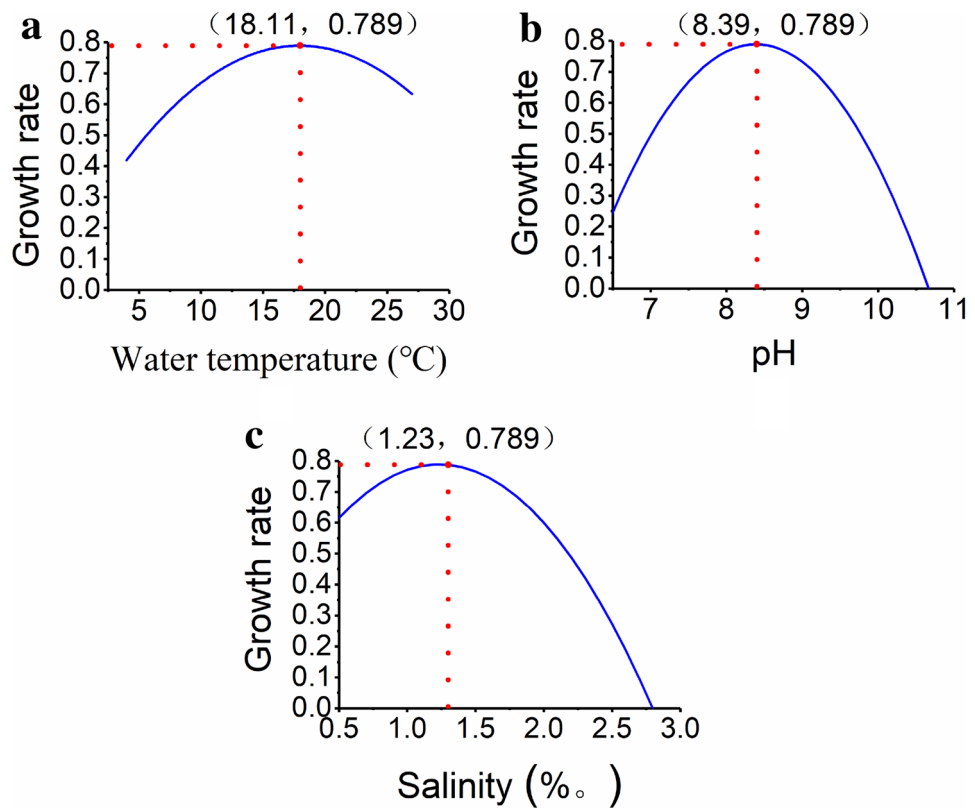 a
（18.11，0.789）
0.8
0.7
0.6
0.5
0.4
0.3
0.2
0.1
0.0
Growth rate
5 10 15 20 25 30
Water temperature (℃)
b
（8.39，0.789）
0.8
0.7
0.6
0.5
0.4
0.3
0.2
0.1
0.0
Growth rate
7 8 9 10 11
pH
c
（1.23，0.789）
0.8
0.7
0.6
0.5
0.4
0.3
0.2
0.1
0.0
Growth rate
0.5 1.0 1.5 2.0 2.5 3.0
Salinity (%。)